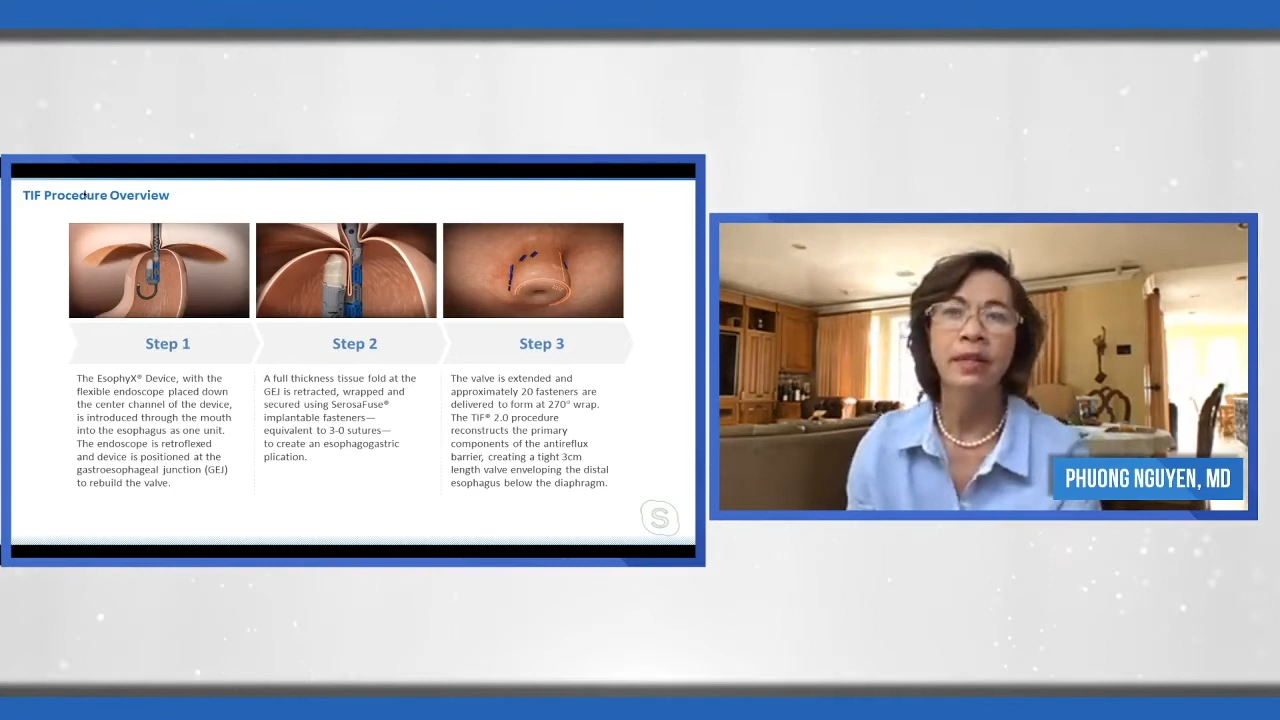 TIF Procedure Overview
Step 1
The EsophyX® Device, with the
flexible endoscope placed down
the center channel of the device,
is introduced through the mouth
into the esophagus as one unit.
The endoscope is retroflexed
and device is positioned at the
gastroesophageal junction (GEJ)
to rebuild the valve.
Step 2
A full thickness tissue fold at the
GEJ is retracted, wrapped and
secured using SerosaFuse®
implantable fasteners—
equivalent to 3-0 sutures—
to create an esophagogastric
plication.
Step 3
The valve is extended and
approximately 20 fasteners are
delivered to form at 270° wrap.
The TIF® 2.0 procedure
reconstructs the primary
components of the antireflux
barrier, creating a tight 3cm
length valve enveloping the distal
esophagus below the diaphragm.
S
PHUONG NGUYEN, MD